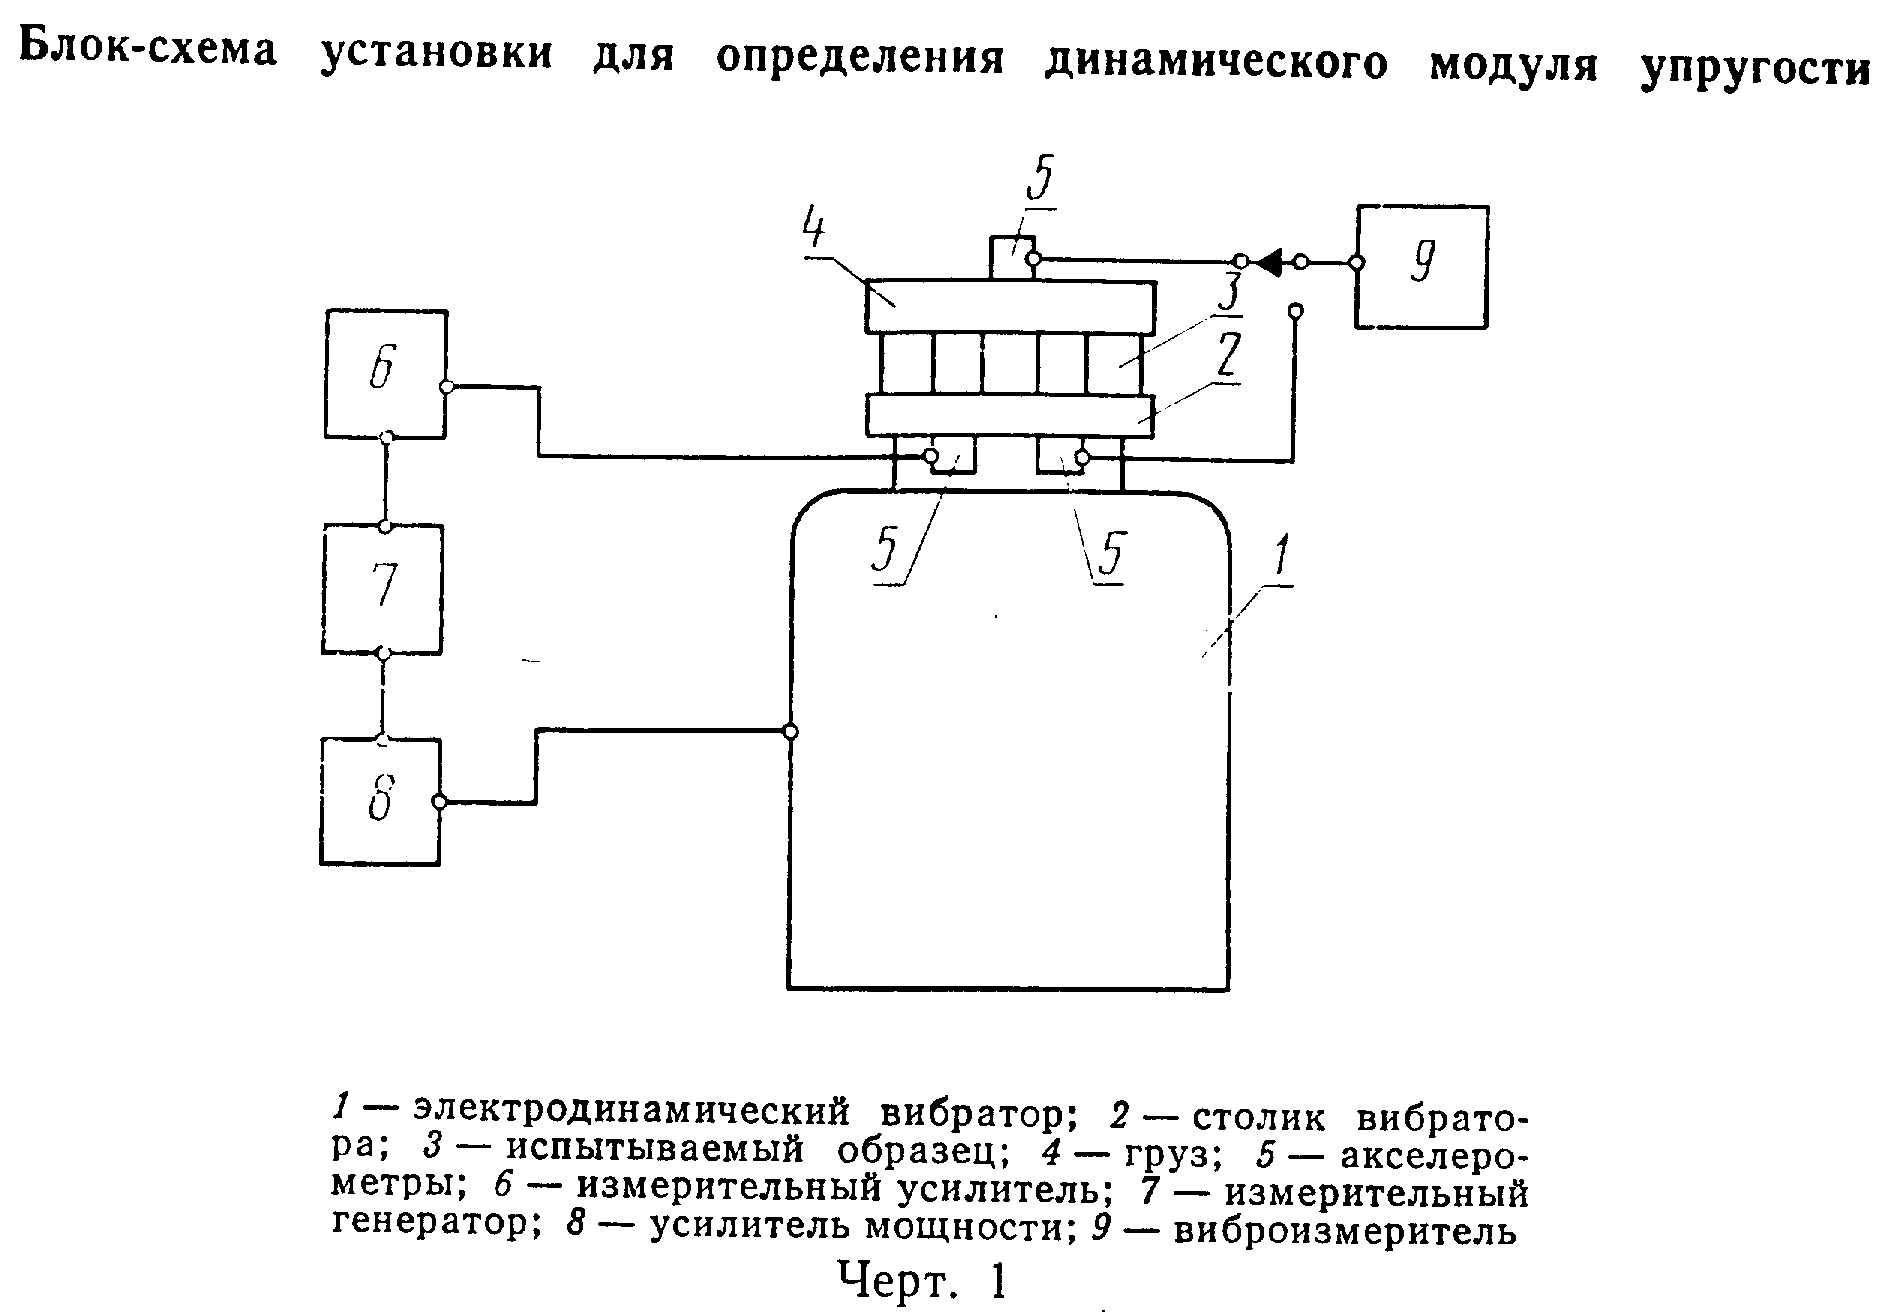 Блок-схема установки для определения динамического модуля упругости
5
4
9
3
2
6
5
5
7
1
8
1 — электродинамический вибратор; 2 — столик вибрато-
ра; 3 — испытываемый образец; 4 — груз; 5 — акселеро-
метры; 6 — измерительный усилитель; 7 — измерительный
генератор; 8 — усилитель мощности; 9 — виброизмеритель
Черт. 1